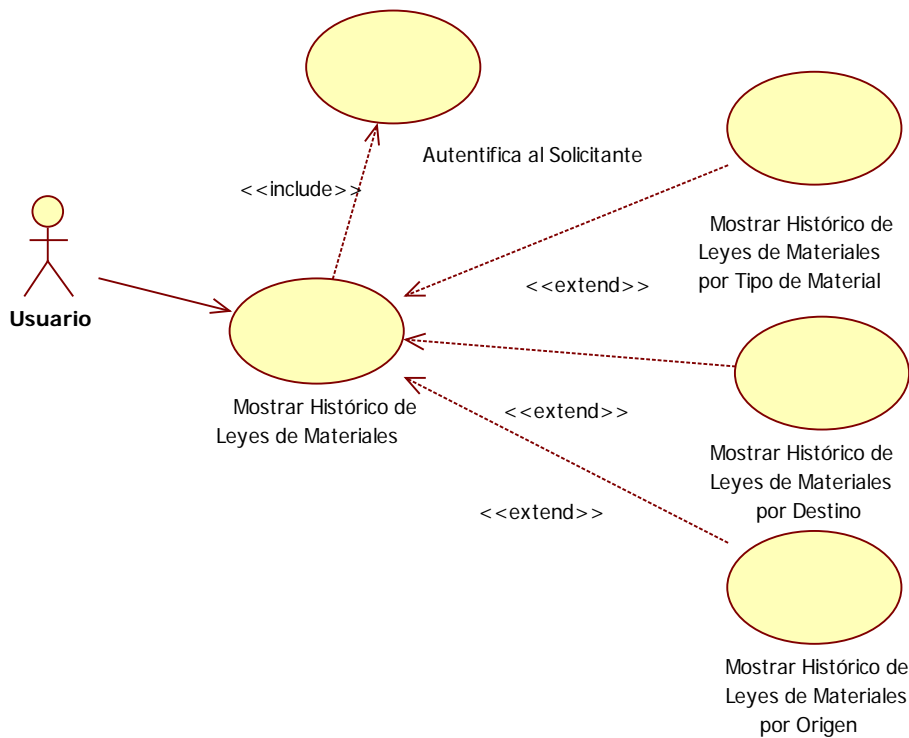 Autentifica al Solicitante
<<include>>
Mostrar Histórico de
Leyes de Materiales
por Tipo de Material
<<extend>>
Usuario
Mostrar Histórico de
Leyes de Materiales
<<extend>>
Mostrar Histórico de
Leyes de Materiales
por Destino
<<extend>>
Mostrar Histórico de
Leyes de Materiales
por Origen